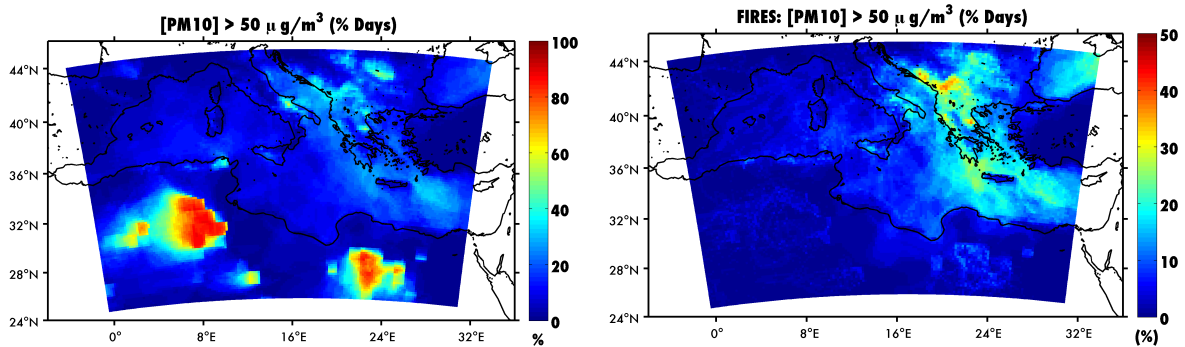 [PM10] > 50 μ g/m3 (% Days)
44°N
40°N
36°N
32°N
28°N
24°N
0°
8°E
16°E
24°E
32°E
100
80
60
40
20
0
%
FIRES: [PM10] > 50 μ g/m3 (% Days)
44°N
40°N
36°N
32°N
28°N
24°N
0°
8°E
16°E
24°E
32°E
50
40
30
20
10
0
(%)